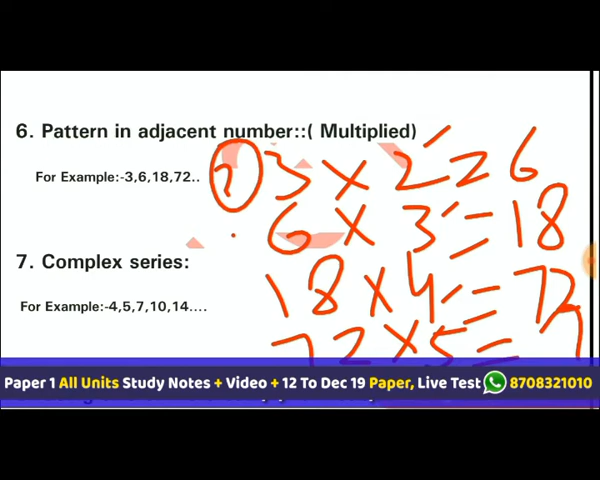 6. Pattern in adjacent number::( Multiplied)
For Example:-3,6,18,72.. ? 3 × 2 = 6
6 × 3 = 18
7. Complex series:
18 × 4 = 72
For Example:-4,5,7,10,14....
72 × 5 =
Paper 1 All Units Study Notes + Video + 12 To Dec 19 Paper, Live Test 8708321010